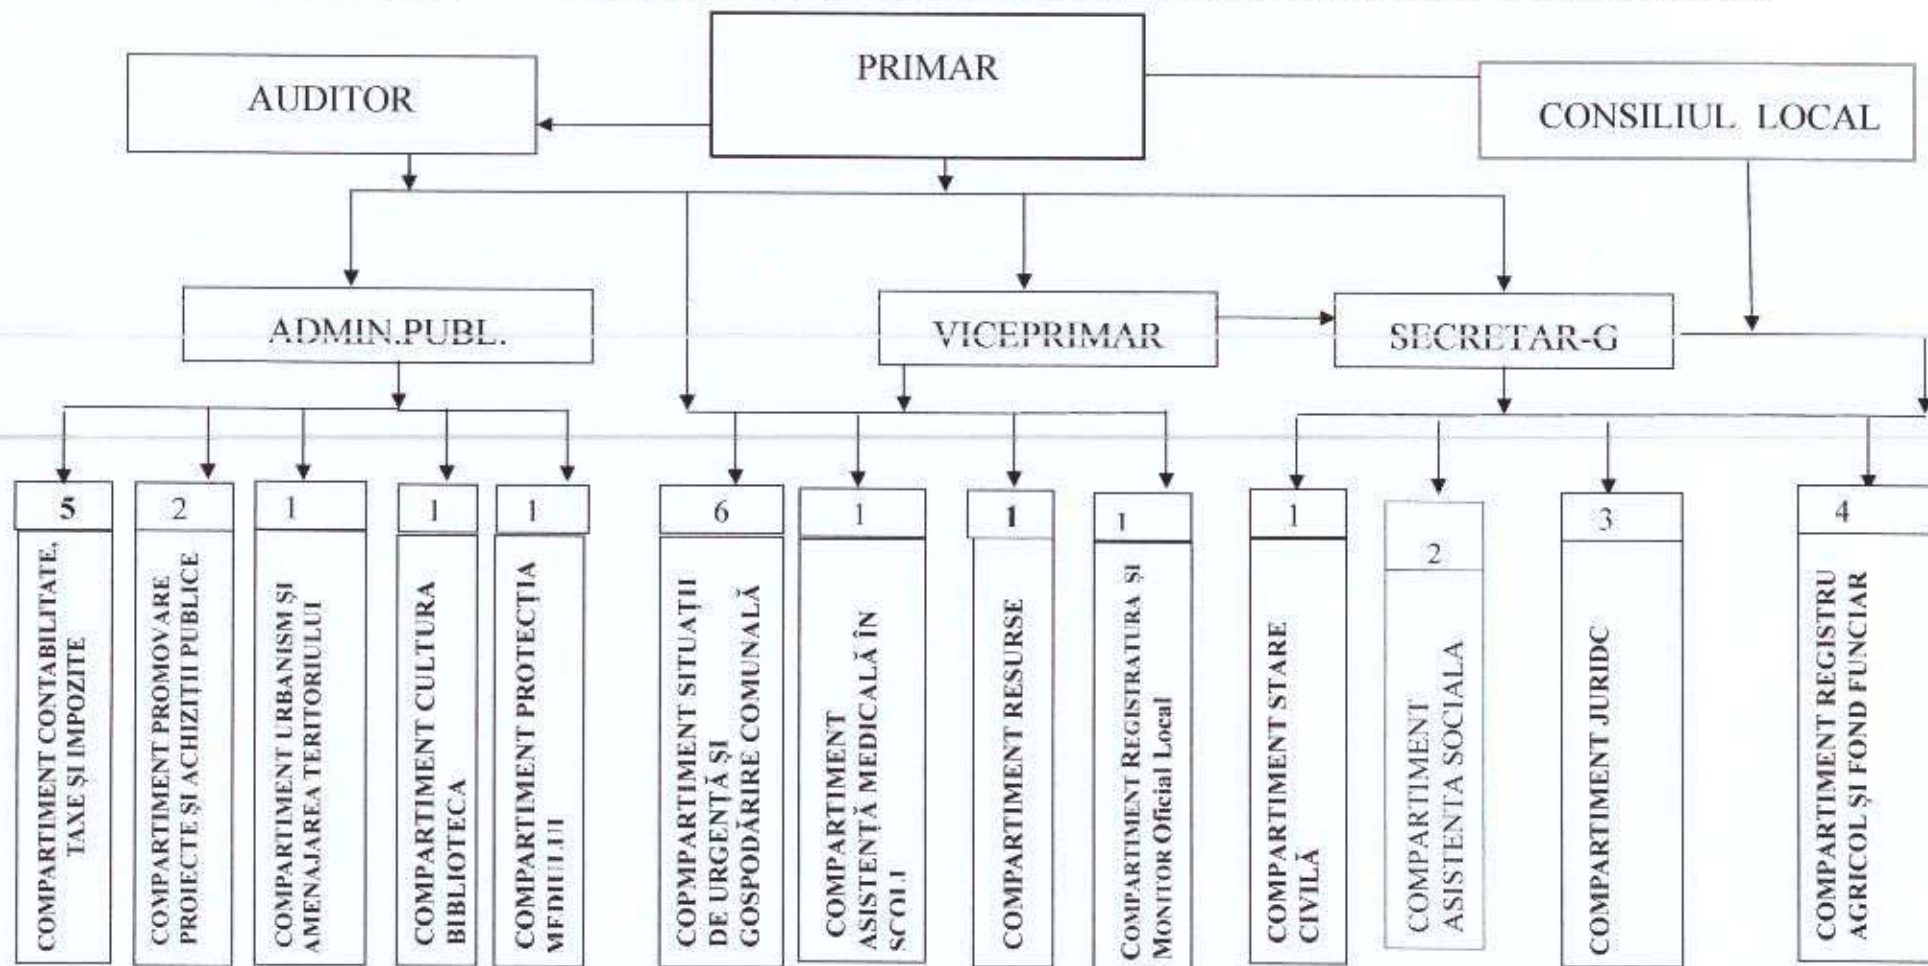 PRIMAR
AUDITOR
CONSILIUL LOCAL
ADMIN.PUBL.
VICEPRIMAR
SECRETAR-G
5
COMPARTIMENT CONTABILITATE,
TAXE ȘI IMPOZITE
2
COMPARTIMENT PROMOVARE
PROIECTE ȘI ACHIZIȚII PUBLICE
1
COMPARTIMENT URBANISM ȘI
AMENAJAREA TERITORIULUI
1
COMPARTIMENT CULTURA
BIBLIOTECA
1
COMPARTIMENT PROTECȚIA
MEDIULUI
6
COPMPARTIMENT SITUAȚII
DE URGENȚĂ ȘI
GOSPODĂRIRE COMUNALĂ
1
COMPARTIMENT
ASISTENȚĂ MEDICALĂ ÎN
ȘCOLI
1
COMPARTIMENT RESURSE
1
COMPARTIMENT REGISTRATURA ȘI
MONITOR Oficial Local
1
COMPARTIMENT STARE
CIVILĂ
2
COMPARTIMENT
ASISTENTA SOCIALA
3
COMPARTIMENT JURIDC
4
COMPARTIMENT REGISTRU
AGRICOL ȘI FOND FUNCIAR